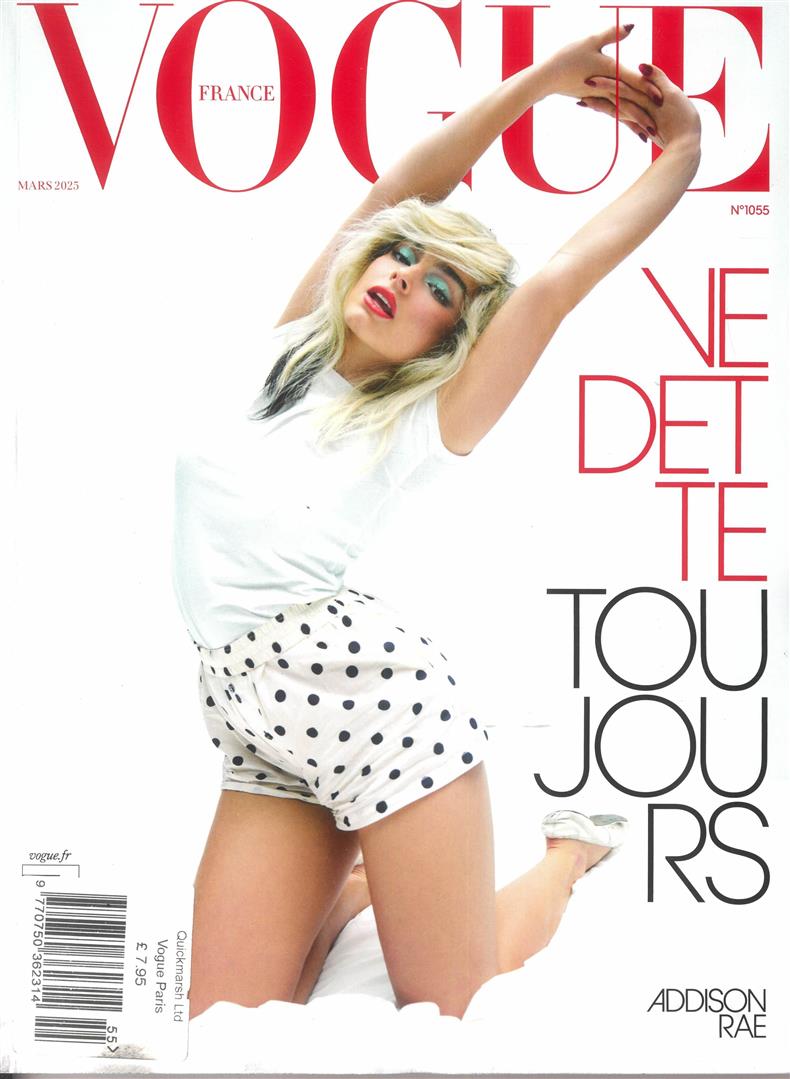 VOGUE
FRANCE
MARS 2025
N°1055
VE
DET
TE
TOU
JOU
RS
ADDISON
RAE
vogue.fr
9 770750 362314
55>
Quickmarsh Ltd
Vogue Paris
£ 7.95